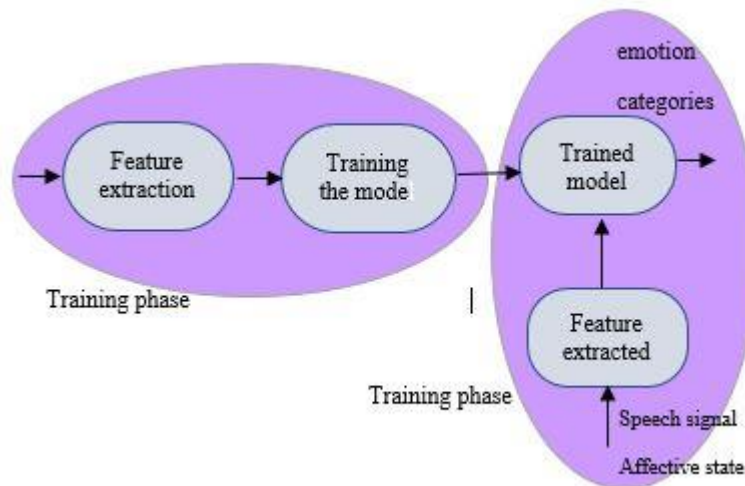 Feature
extraction
Training
the mode
Training phase
emotion
categories
Trained
model
Feature
extracted
Training phase
Speech signal
Affective state